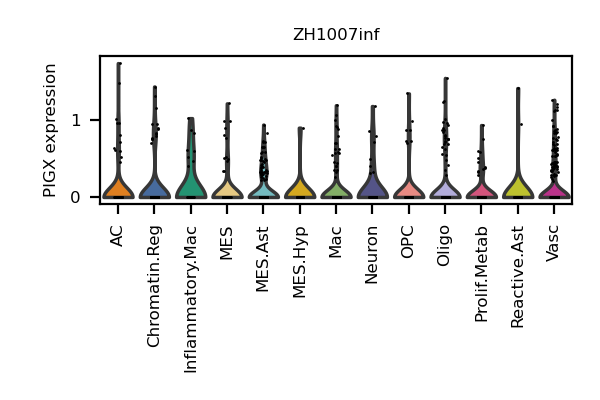 ZH1007inf
PIGX expression
1
0
AC
Chromatin.Reg
Inflammatory.Mac
MES
MES.Ast
MES.Hyp
Mac
Neuron
OPC
Oligo
Prolif.Metab
Reactive.Ast
Vasc